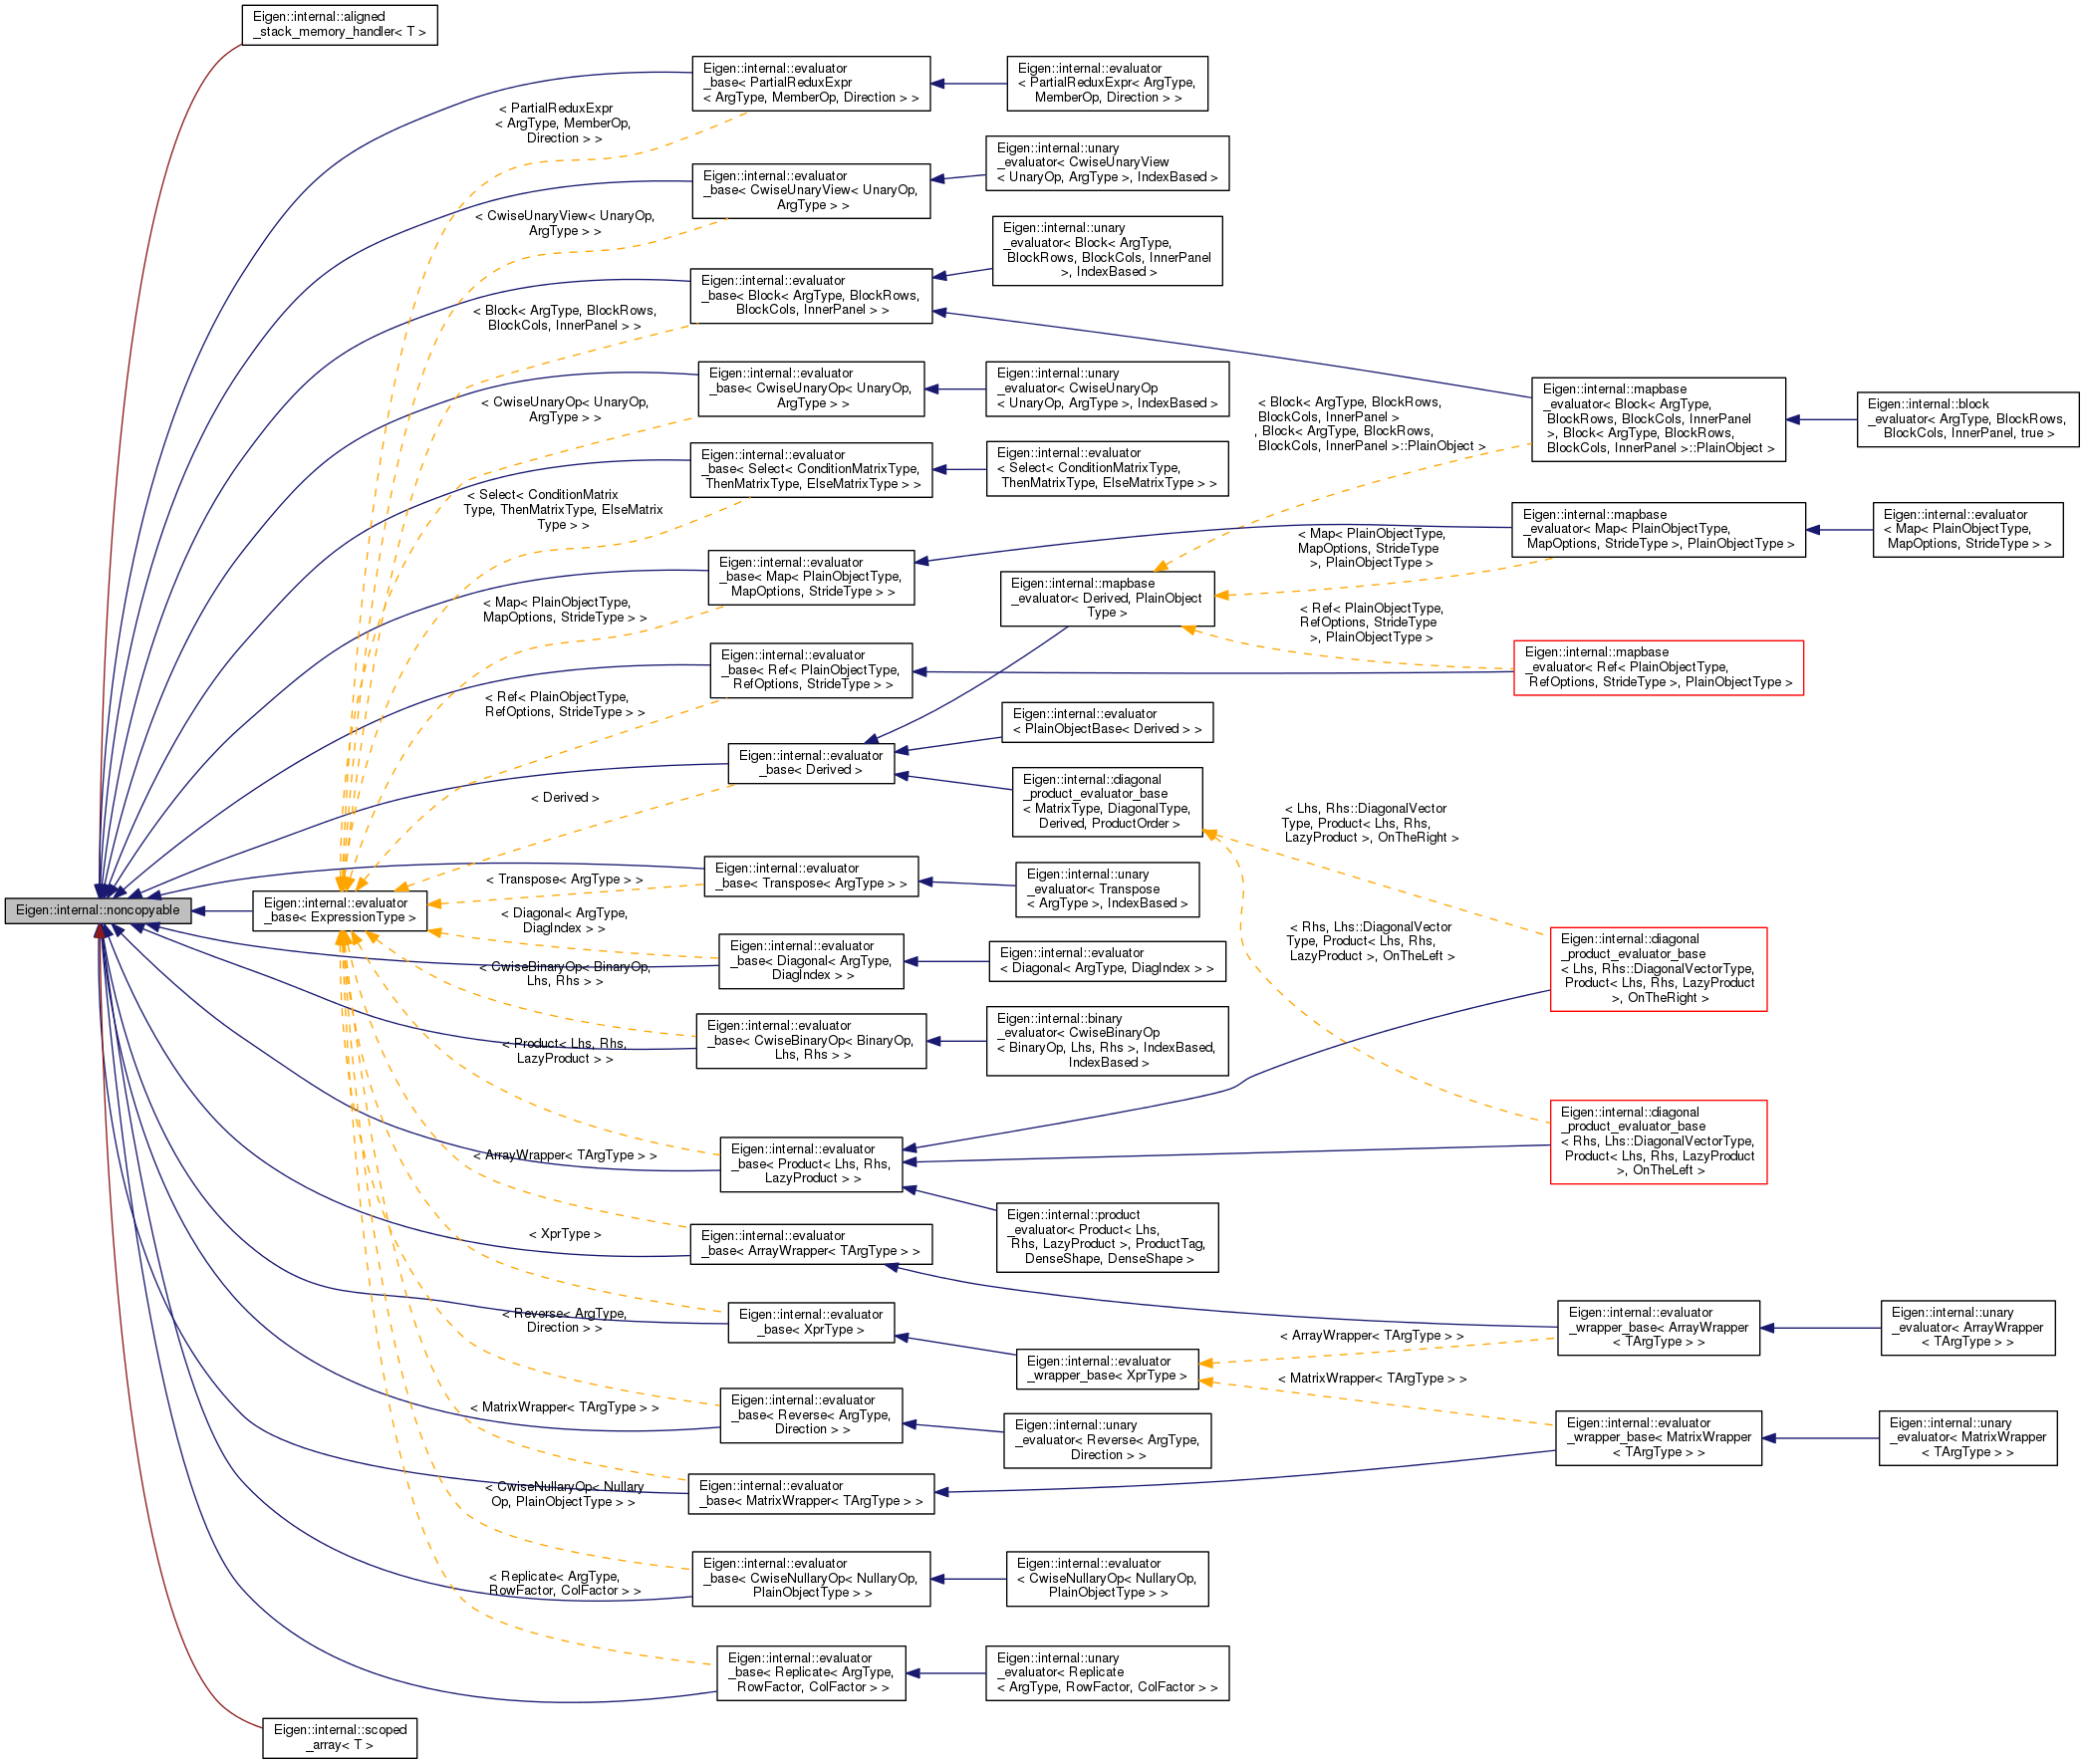 Eigen::internal::aligned
_stack_memory_handler< T >
Eigen::internal::evaluator
_base< PartialReduxExpr
< ArgType, MemberOp, Direction > >
Eigen::internal::evaluator
< PartialReduxExpr< ArgType,
MemberOp, Direction > >
< PartialReduxExpr
< ArgType, MemberOp,
Direction > >
Eigen::internal::unary
_evaluator< CwiseUnaryView
< UnaryOp, ArgType >, IndexBased >
Eigen::internal::evaluator
_base< CwiseUnaryView< UnaryOp,
ArgType > >
< CwiseUnaryView< UnaryOp,
ArgType > >
Eigen::internal::unary
_evaluator< Block< ArgType,
BlockRows, BlockCols, InnerPanel
>, IndexBased >
Eigen::internal::evaluator
_base< Block< ArgType, BlockRows,
BlockCols, InnerPanel > >
< Block< ArgType, BlockRows,
BlockCols, InnerPanel > >
Eigen::internal::evaluator
_base< CwiseUnaryOp< UnaryOp,
ArgType > >
Eigen::internal::unary
_evaluator< CwiseUnaryOp
< UnaryOp, ArgType >, IndexBased >
< CwiseUnaryOp< UnaryOp,
ArgType > >
< Block< ArgType, BlockRows,
BlockCols, InnerPanel >
, Block< ArgType, BlockRows,
BlockCols, InnerPanel >::PlainObject >
Eigen::internal::mapbase
_evaluator< Block< ArgType,
BlockRows, BlockCols, InnerPanel
>, Block< ArgType, BlockRows,
BlockCols, InnerPanel >::PlainObject >
Eigen::internal::block
_evaluator< ArgType, BlockRows,
BlockCols, InnerPanel, true >
Eigen::internal::evaluator
_base< Select< ConditionMatrixType,
ThenMatrixType, ElseMatrixType > >
Eigen::internal::evaluator
< Select< ConditionMatrixType,
ThenMatrixType, ElseMatrixType > >
< Select< ConditionMatrix
Type, ThenMatrixType, ElseMatrix
Type > >
Eigen::internal::mapbase
_evaluator< Map< PlainObjectType,
MapOptions, StrideType >, PlainObjectType >
Eigen::internal::evaluator
< Map< PlainObjectType,
MapOptions, StrideType > >
< Map< PlainObjectType,
MapOptions, StrideType
>, PlainObjectType >
Eigen::internal::evaluator
_base< Map< PlainObjectType,
MapOptions, StrideType > >
< Map< PlainObjectType,
MapOptions, StrideType > >
Eigen::internal::mapbase
_evaluator< Derived, PlainObject
Type >
< Ref< PlainObjectType,
RefOptions, StrideType
>, PlainObjectType >
Eigen::internal::evaluator
_base< Ref< PlainObjectType,
RefOptions, StrideType > >
Eigen::internal::mapbase
_evaluator< Ref< PlainObjectType,
RefOptions, StrideType >, PlainObjectType >
< Ref< PlainObjectType,
RefOptions, StrideType > >
Eigen::internal::evaluator
< PlainObjectBase< Derived > >
Eigen::internal::evaluator
_base< Derived >
< Derived >
Eigen::internal::diagonal
_product_evaluator_base
< MatrixType, DiagonalType,
Derived, ProductOrder >
< Lhs, Rhs::DiagonalVector
Type, Product< Lhs, Rhs,
LazyProduct >, OnTheRight >
Eigen::internal::noncopyable
Eigen::internal::evaluator
_base< ExpressionType >
< Transpose< ArgType > >
Eigen::internal::evaluator
_base< Transpose< ArgType > >
Eigen::internal::unary
_evaluator< Transpose
< ArgType >, IndexBased >
< Diagonal< ArgType,
DiagIndex > >
Eigen::internal::evaluator
_base< Diagonal< ArgType,
DiagIndex > >
Eigen::internal::evaluator
< Diagonal< ArgType, DiagIndex > >
< Rhs, Lhs::DiagonalVector
Type, Product< Lhs, Rhs,
LazyProduct >, OnTheLeft >
Eigen::internal::diagonal
_product_evaluator_base
< Lhs, Rhs::DiagonalVectorType,
Product< Lhs, Rhs, LazyProduct
>, OnTheRight >
< CwiseBinaryOp< BinaryOp,
Lhs, Rhs > >
Eigen::internal::evaluator
_base< CwiseBinaryOp< BinaryOp,
Lhs, Rhs > >
Eigen::internal::binary
_evaluator< CwiseBinaryOp
< BinaryOp, Lhs, Rhs >, IndexBased,
IndexBased >
< Product< Lhs, Rhs,
LazyProduct > >
Eigen::internal::diagonal
_product_evaluator_base
< Rhs, Lhs::DiagonalVectorType,
Product< Lhs, Rhs, LazyProduct
>, OnTheLeft >
Eigen::internal::evaluator
_base< Product< Lhs, Rhs,
LazyProduct > >
< ArrayWrapper< TArgType > >
Eigen::internal::product
_evaluator< Product< Lhs,
Rhs, LazyProduct >, ProductTag,
DenseShape, DenseShape >
Eigen::internal::evaluator
_base< ArrayWrapper< TArgType > >
< XprType >
Eigen::internal::evaluator
_base< XprType >
< Reverse< ArgType,
Direction > >
Eigen::internal::evaluator
_wrapper_base< XprType >
< ArrayWrapper< TArgType > >
Eigen::internal::evaluator
_wrapper_base< ArrayWrapper
< TArgType > >
Eigen::internal::unary
_evaluator< ArrayWrapper
< TArgType > >
< MatrixWrapper< TArgType > >
Eigen::internal::evaluator
_base< Reverse< ArgType,
Direction > >
Eigen::internal::unary
_evaluator< Reverse< ArgType,
Direction > >
< MatrixWrapper< TArgType > >
Eigen::internal::evaluator
_wrapper_base< MatrixWrapper
< TArgType > >
Eigen::internal::unary
_evaluator< MatrixWrapper
< TArgType > >
Eigen::internal::evaluator
_base< MatrixWrapper< TArgType > >
< CwiseNullaryOp< Nullary
Op, PlainObjectType > >
Eigen::internal::evaluator
_base< CwiseNullaryOp< NullaryOp,
PlainObjectType > >
Eigen::internal::evaluator
< CwiseNullaryOp< NullaryOp,
PlainObjectType > >
< Replicate< ArgType,
RowFactor, ColFactor > >
Eigen::internal::evaluator
_base< Replicate< ArgType,
RowFactor, ColFactor > >
Eigen::internal::unary
_evaluator< Replicate
< ArgType, RowFactor, ColFactor > >
Eigen::internal::scoped
_array< T >